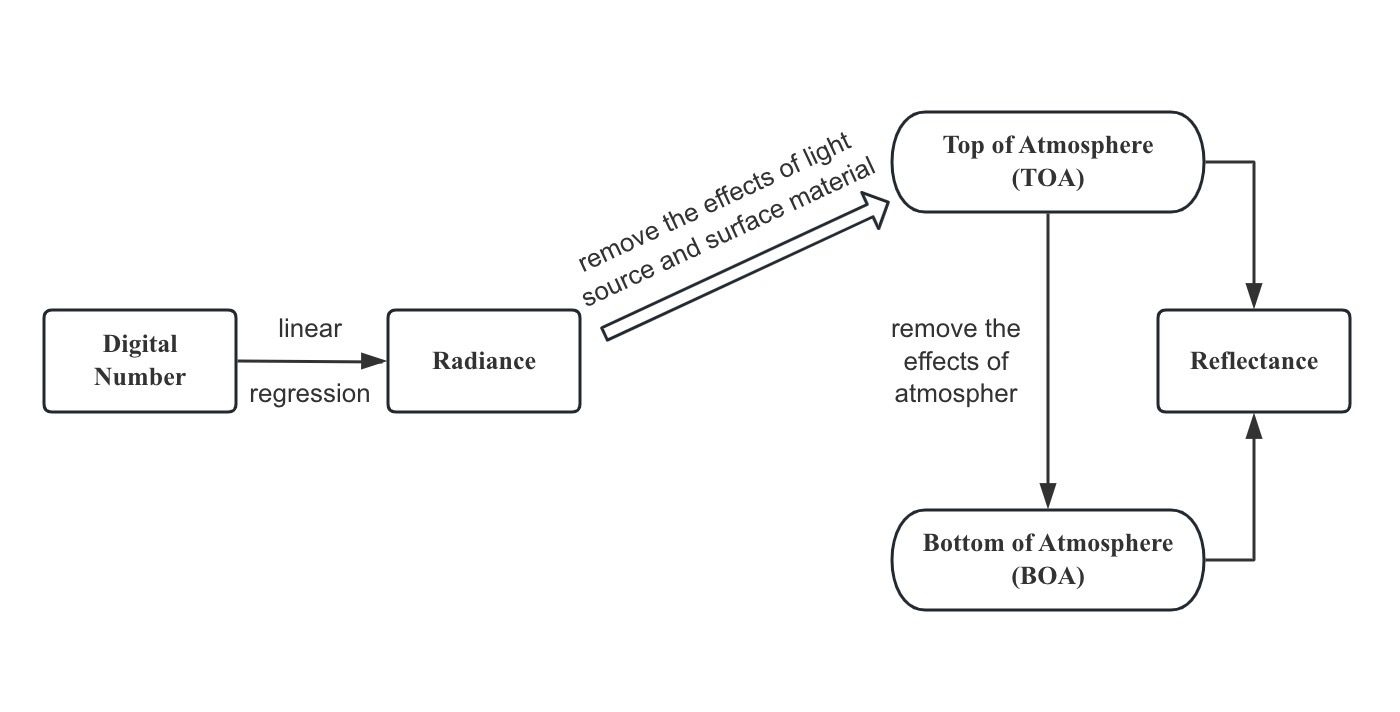 Digital
Number
linear
regression
Radiance
remove the effects of light
source and surface material
Top of Atmosphere
(TOA)
remove the
effects of
atmospher
Reflectance
Bottom of Atmosphere
(BOA)